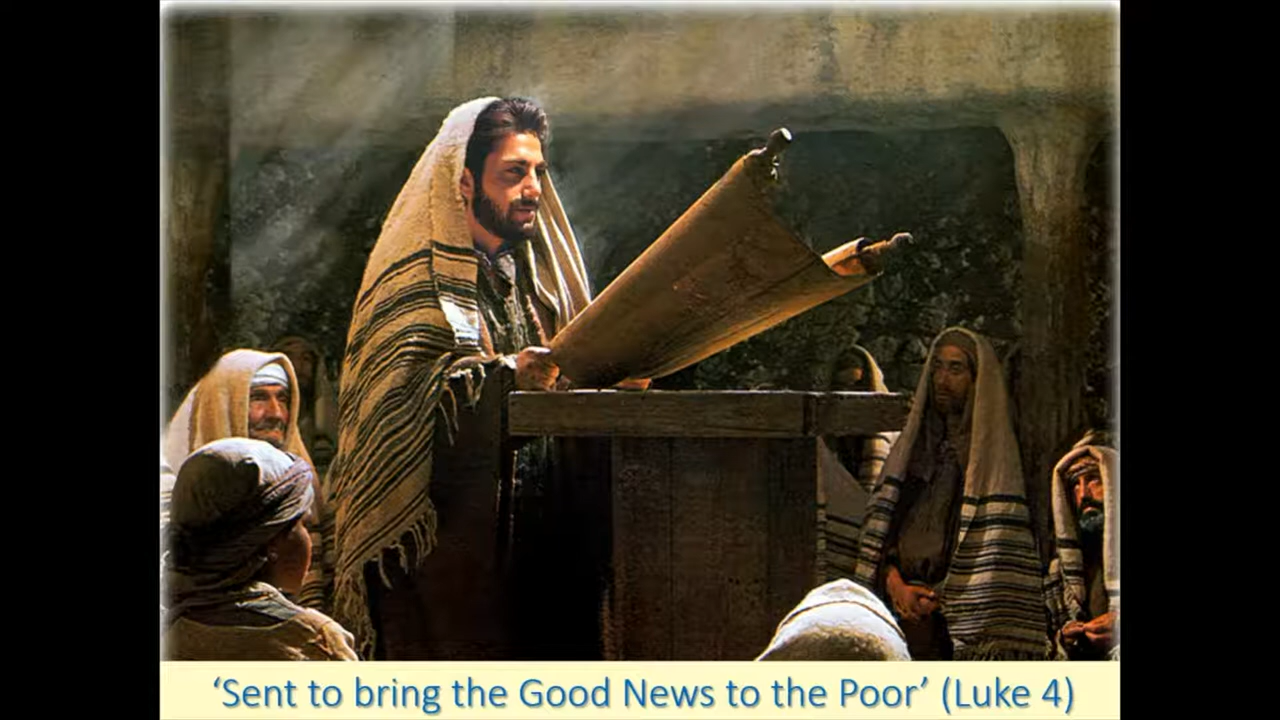 ‘Sent to bring the Good News to the Poor’ (Luke 4)